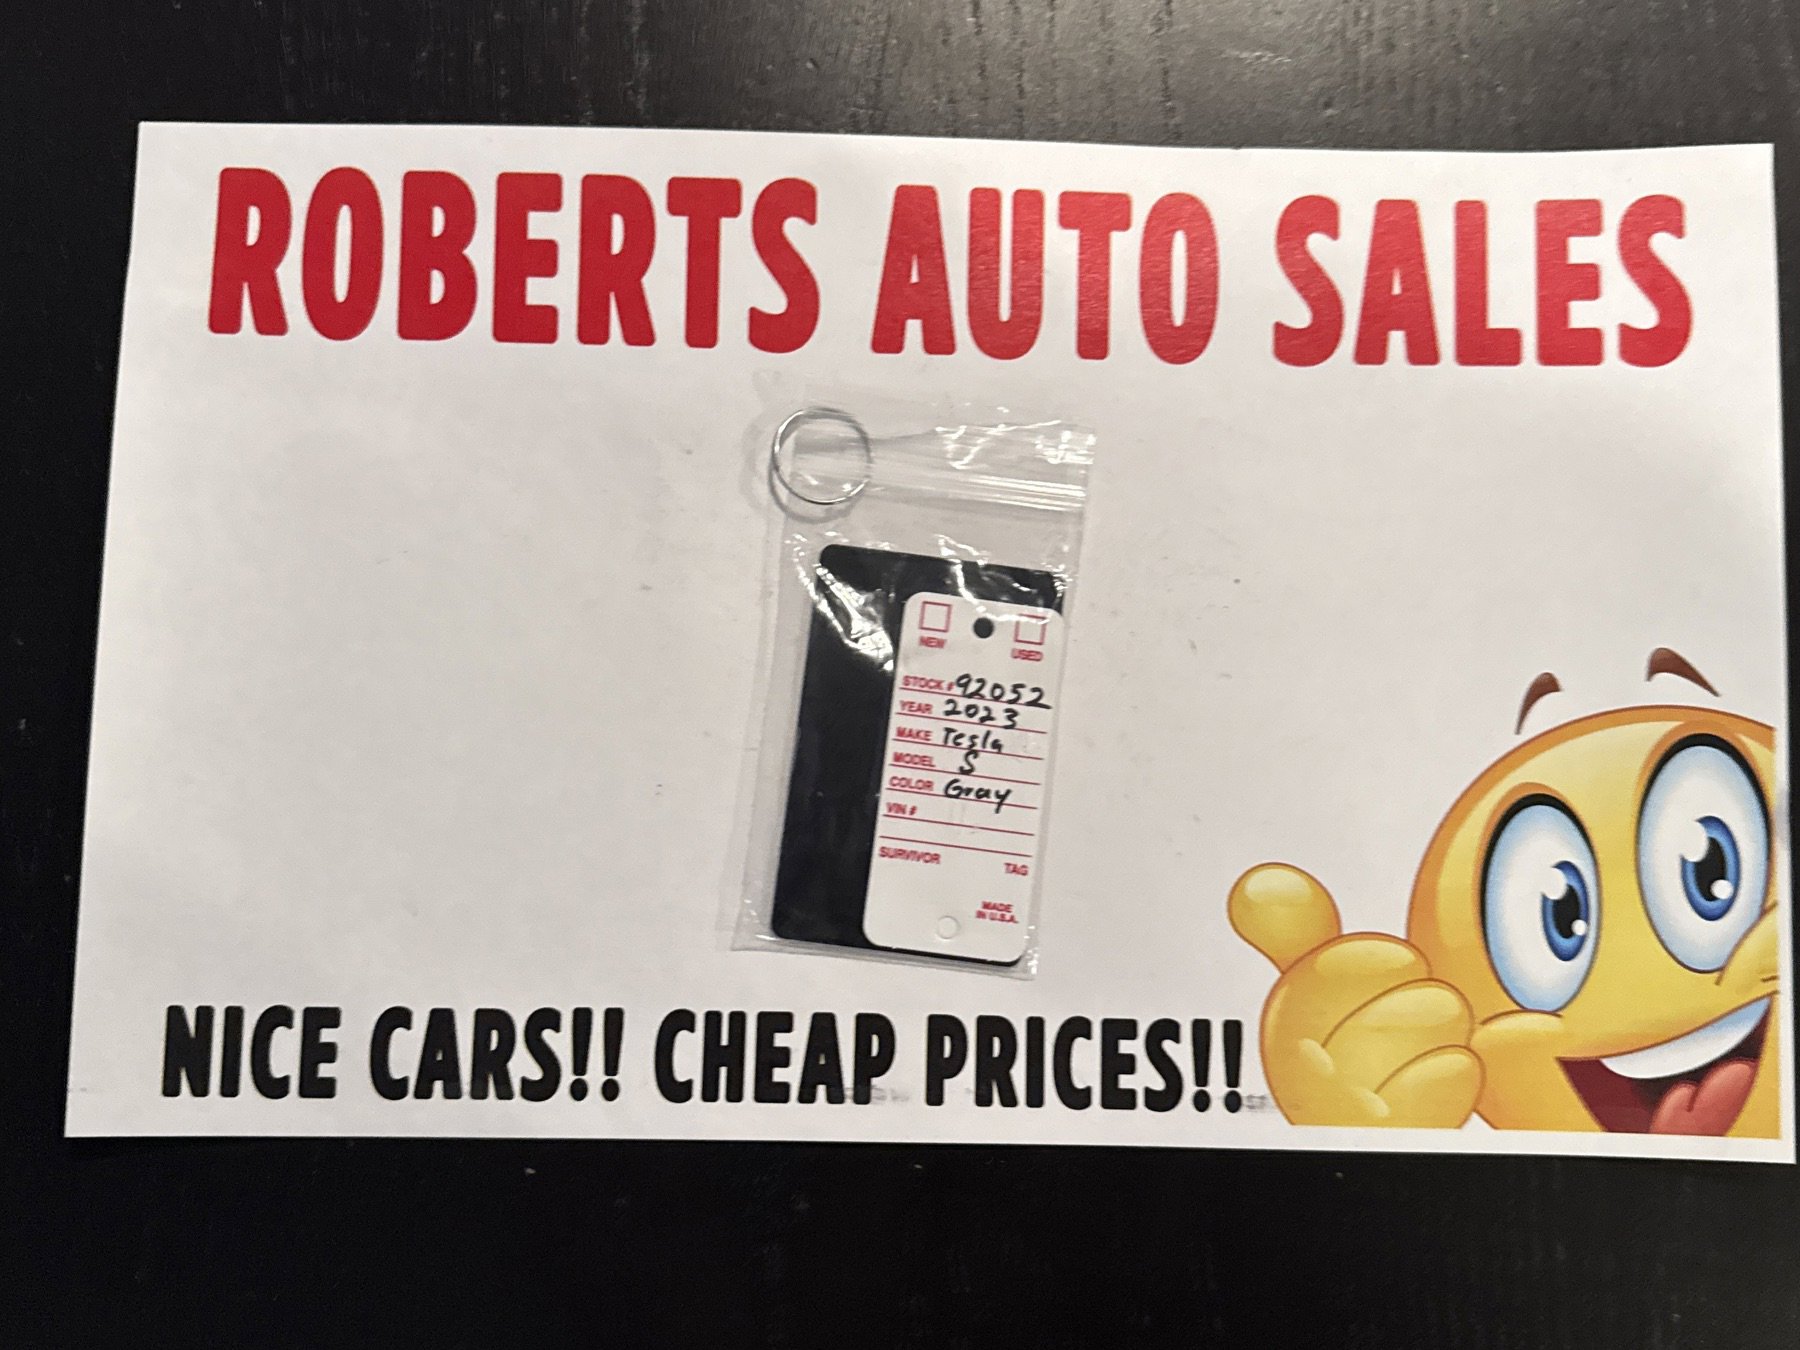 ROBERTS AUTO SALES
NEW USED
STOCK # 92052
YEAR 2023
MAKE Tesla
MODEL S
COLOR Gray
VIN #
SURVIVOR TAG
MADE
IN U.S.A.
NICE CARS!! CHEAP PRICES!!